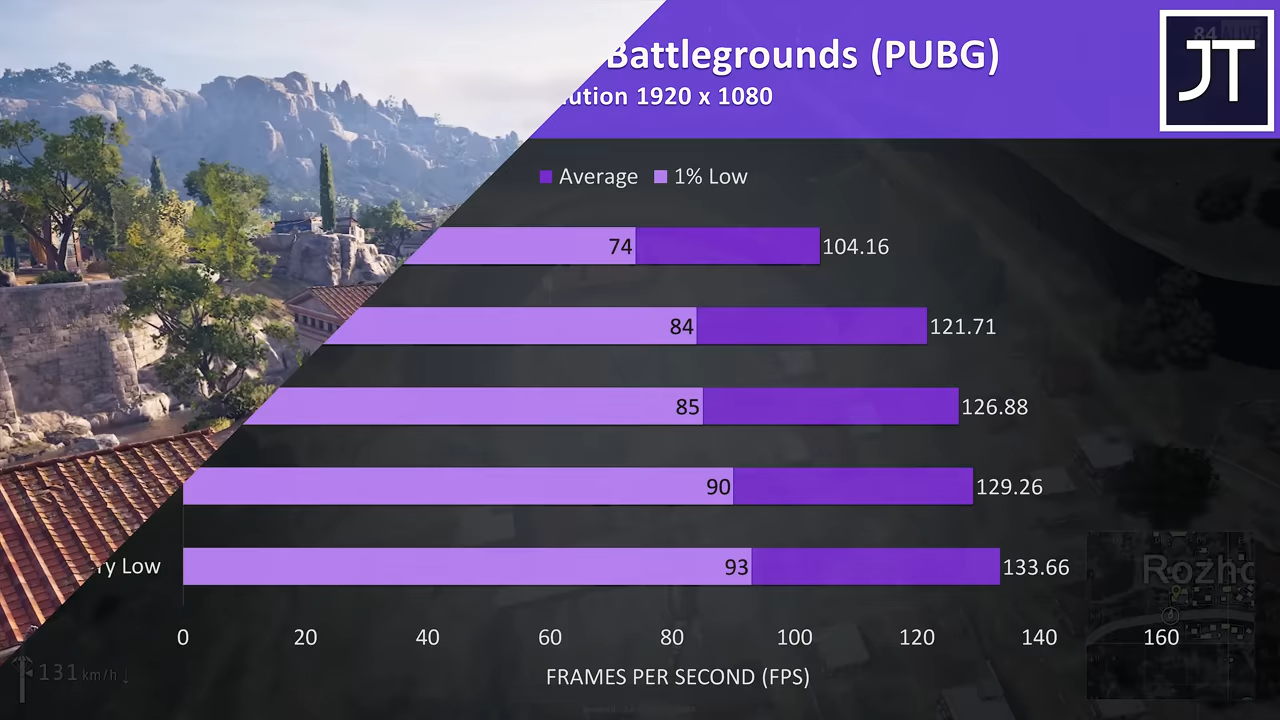 Battlegrounds (PUBG)
ution 1920 x 1080
JT
Average 1% Low
74 104.16
84 121.71
85 126.88
90 129.26
ry Low 93 133.66
0 20 40 60 80 100 120 140 160
FRAMES PER SECOND (FPS)
131 km/h
Rozho